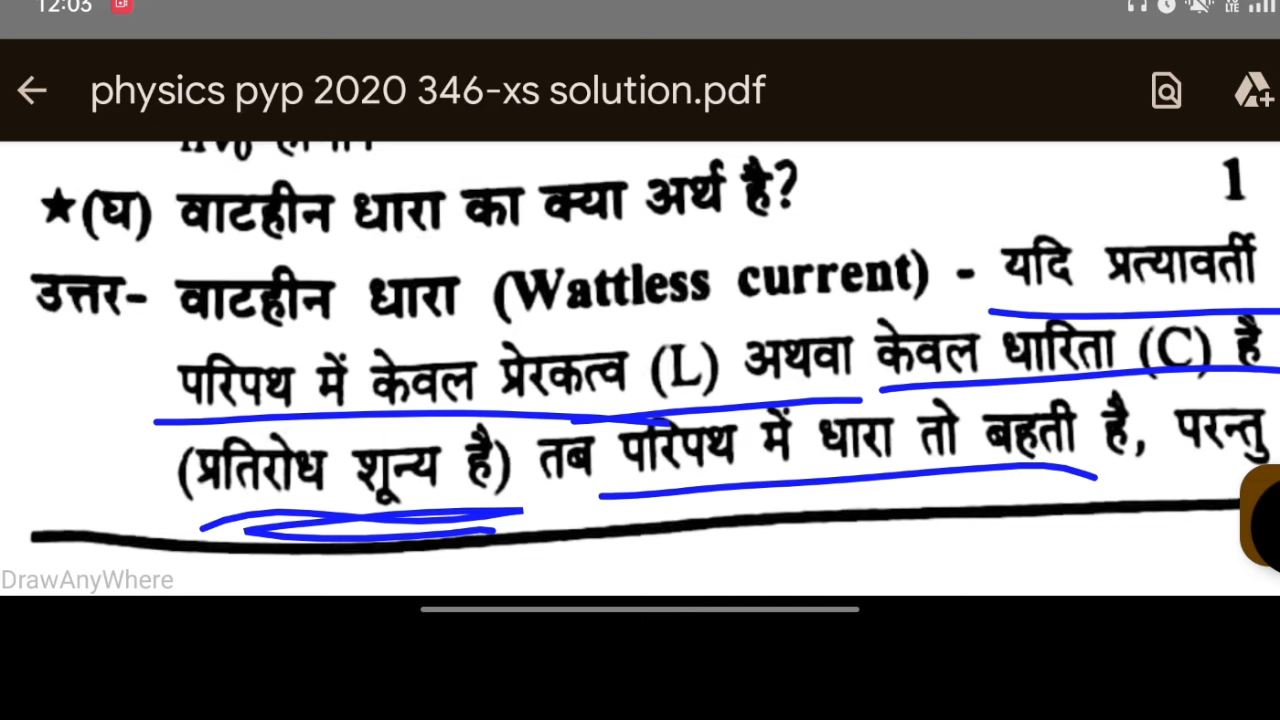 12:03
LTE
physics pyp 2020 346-xs solution.pdf
★(घ) वाटहीन धारा का क्या अर्थ है? 1
उत्तर- वाटहीन धारा (Wattless current) - यदि प्रत्यावर्ती
परिपथ में केवल प्रेरकत्व (L) अथवा केवल धारिता (C) है
(प्रतिरोध शून्य है) तब परिपथ में धारा तो बहती है, परन्तु
DrawAnyWhere